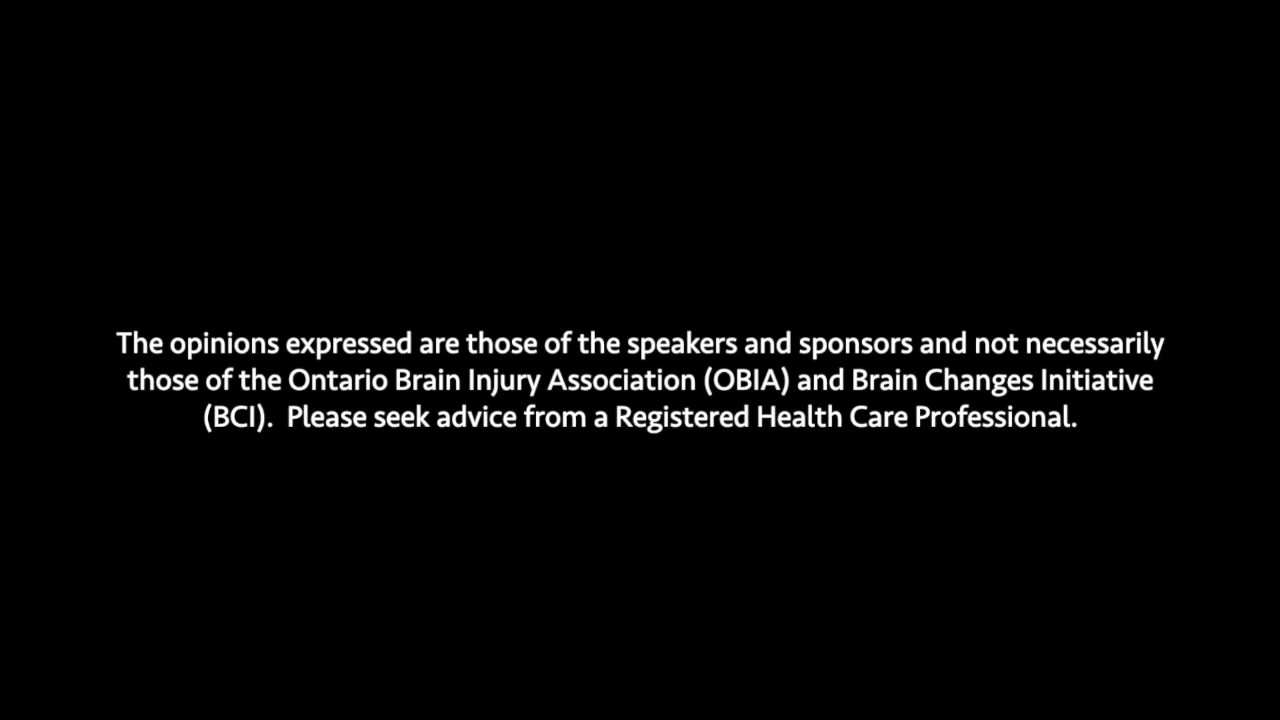 The opinions expressed are those of the speakers and sponsors and not necessarily
those of the Ontario Brain Injury Association (OBIA) and Brain Changes Initiative
(BCI).  Please seek advice from a Registered Health Care Professional.